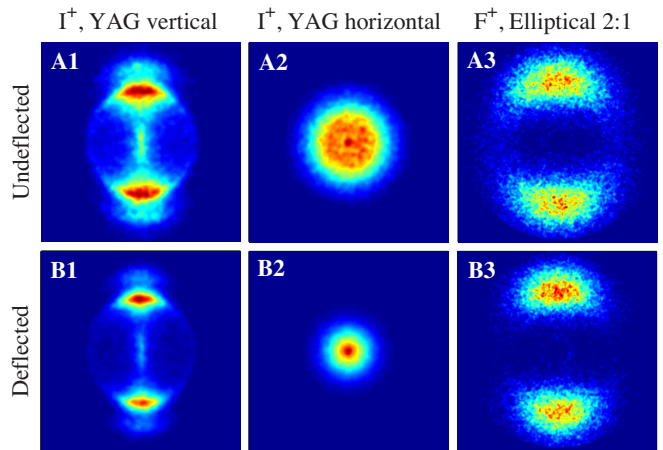 I⁺, YAG vertical
I⁺, YAG horizontal
F⁺, Elliptical 2:1
Undeflected
A1
A2
A3
Deflected
B1
B2
B3